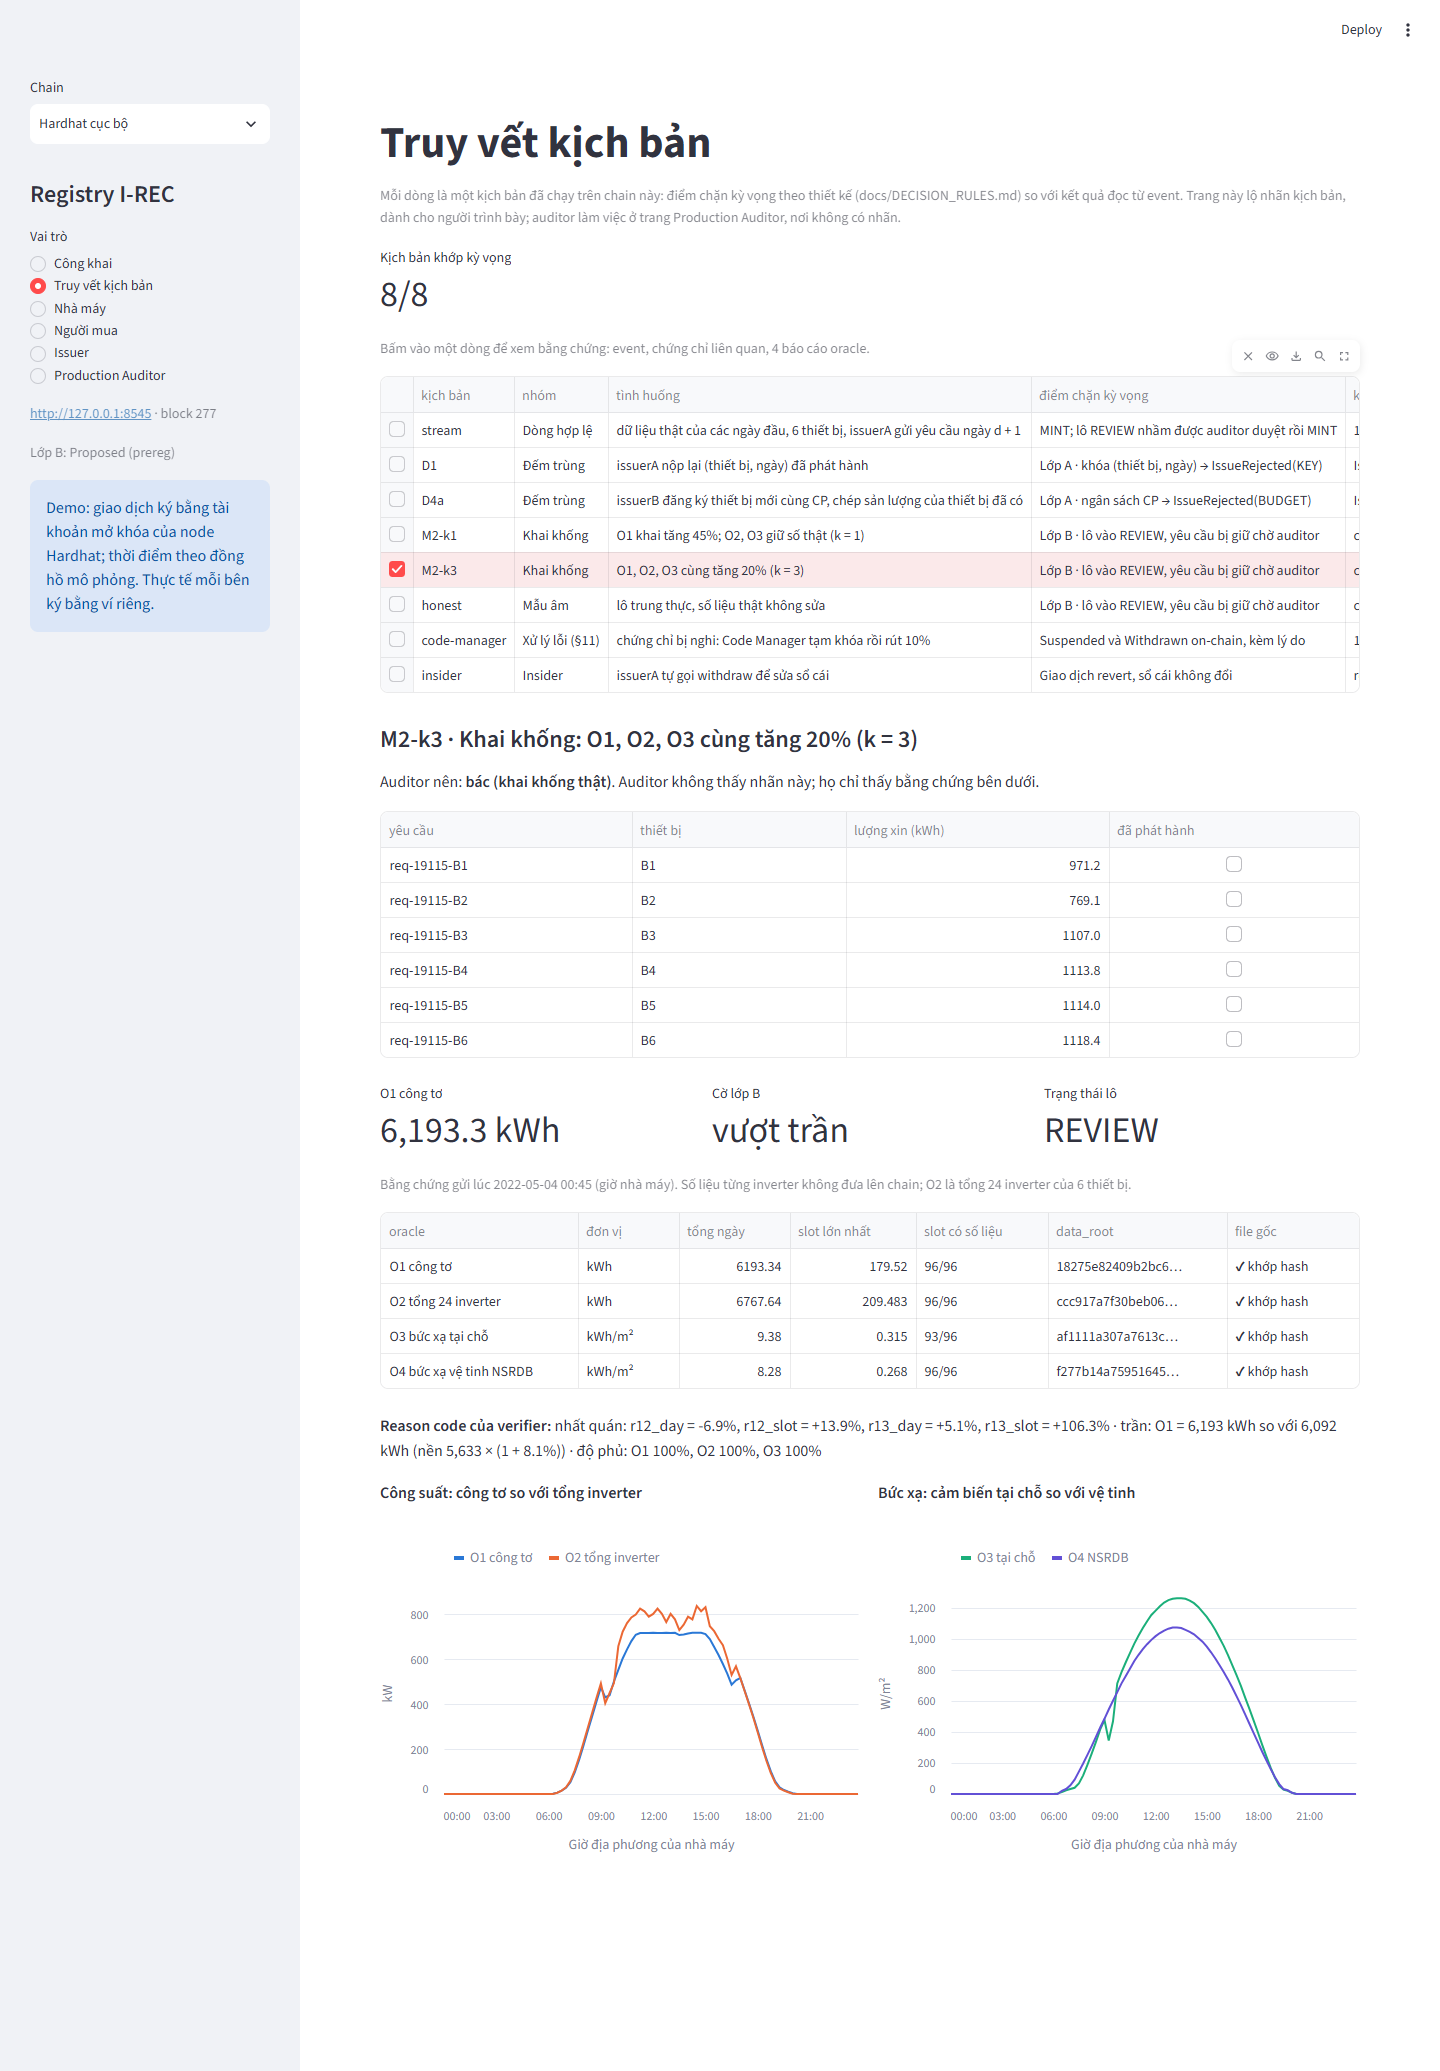 Deploy
Chain
Hardhat cục bộ
Registry I-REC
Vai trò
Công khai
Truy vết kịch bản
Nhà máy
Người mua
Issuer
Production Auditor
http://127.0.0.1:8545 · block 277
Lớp B: Proposed (prereg)
Demo: giao dịch ký bằng tài
khoản mở khóa của node
Hardhat; thời điểm theo đồng
hồ mô phỏng. Thực tế mỗi bên
ký bằng ví riêng.
Truy vết kịch bản
Mỗi dòng là một kịch bản đã chạy trên chain này: điểm chặn kỳ vọng theo thiết kế (docs/DECISION_RULES.md) so với kết quả đọc từ event. Trang này lộ nhãn kịch bản,
dành cho người trình bày; auditor làm việc ở trang Production Auditor, nơi không có nhãn.
Kịch bản khớp kỳ vọng
8/8
Bấm vào một dòng để xem bằng chứng: event, chứng chỉ liên quan, 4 báo cáo oracle.
kịch bản nhóm tình huống điểm chặn kỳ vọng k
stream Dòng hợp lệ dữ liệu thật của các ngày đầu, 6 thiết bị, issuerA gửi yêu cầu ngày d + 1 MINT; lô REVIEW nhầm được auditor duyệt rồi MINT 1
D1 Đếm trùng issuerA nộp lại (thiết bị, ngày) đã phát hành Lớp A · khóa (thiết bị, ngày) → IssueRejected(KEY)
D4a Đếm trùng issuerB đăng ký thiết bị mới cùng CP, chép sản lượng của thiết bị đã có Lớp A · ngân sách CP → IssueRejected(BUDGET)
M2-k1 Khai khống O1 khai tăng 45%; O2, O3 giữ số thật (k = 1) Lớp B · lô vào REVIEW, yêu cầu bị giữ chờ auditor
M2-k3 Khai khống O1, O2, O3 cùng tăng 20% (k = 3) Lớp B · lô vào REVIEW, yêu cầu bị giữ chờ auditor
honest Mẫu âm lô trung thực, số liệu thật không sửa Lớp B · lô vào REVIEW, yêu cầu bị giữ chờ auditor
code-manager Xử lý lỗi (§11) chứng chỉ bị nghi: Code Manager tạm khóa rồi rút 10% Suspended và Withdrawn on-chain, kèm lý do 1
insider Insider issuerA tự gọi withdraw để sửa sổ cái Giao dịch revert, sổ cái không đổi r
M2-k3 · Khai khống: O1, O2, O3 cùng tăng 20% (k = 3)
Auditor nên: bác (khai khống thật). Auditor không thấy nhãn này; họ chỉ thấy bằng chứng bên dưới.
yêu cầu thiết bị lượng xin (kWh) đã phát hành
req-19115-B1 B1 971.2
req-19115-B2 B2 769.1
req-19115-B3 B3 1107.0
req-19115-B4 B4 1113.8
req-19115-B5 B5 1114.0
req-19115-B6 B6 1118.4
O1 công tơ Cờ lớp B Trạng thái lô
6,193.3 kWh vượt trần REVIEW
Bằng chứng gửi lúc 2022-05-04 00:45 (giờ nhà máy). Số liệu từng inverter không đưa lên chain; O2 là tổng 24 inverter của 6 thiết bị.
oracle đơn vị tổng ngày slot lớn nhất slot có số liệu data_root file gốc
O1 công tơ kWh 6193.34 179.52 96/96 18275e82409b2bc6… ✓ khớp hash
O2 tổng 24 inverter kWh 6767.64 209.483 96/96 ccc917a7f30beb06… ✓ khớp hash
O3 bức xạ tại chỗ kWh/m² 9.38 0.315 93/96 af1111a307a7613c… ✓ khớp hash
O4 bức xạ vệ tinh NSRDB kWh/m² 8.28 0.268 96/96 f277b14a75951645… ✓ khớp hash
Reason code của verifier: nhất quán: r12_day = -6.9%, r12_slot = +13.9%, r13_day = +5.1%, r13_slot = +106.3% · trần: O1 = 6,193 kWh so với 6,092
kWh (nền 5,633 × (1 + 8.1%)) · độ phủ: O1 100%, O2 100%, O3 100%
Công suất: công tơ so với tổng inverter
O1 công tơ O2 tổng inverter
800
600
400
200
0
kW
00:00 03:00 06:00 09:00 12:00 15:00 18:00 21:00
Giờ địa phương của nhà máy
Bức xạ: cảm biến tại chỗ so với vệ tinh
O3 tại chỗ O4 NSRDB
1,200
1,000
800
600
400
200
0
W/m²
00:00 03:00 06:00 09:00 12:00 15:00 18:00 21:00
Giờ địa phương của nhà máy